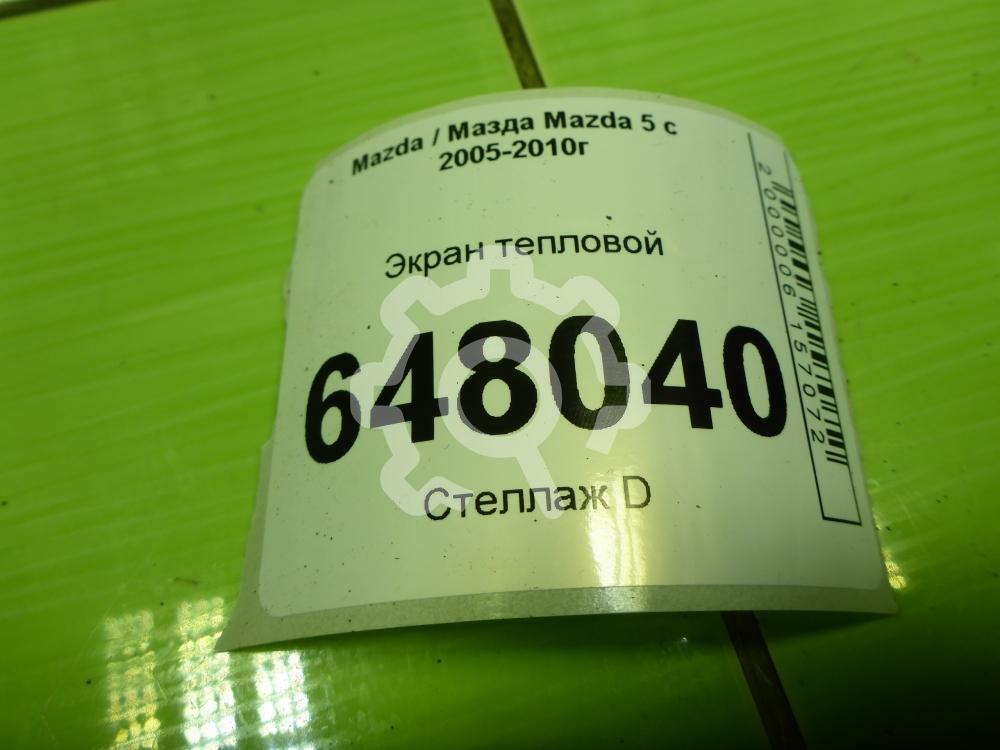 Mazda / Мазда Mazda 5 с
2005-2010г
Экран тепловой
648040
Стеллаж D
2000006157072